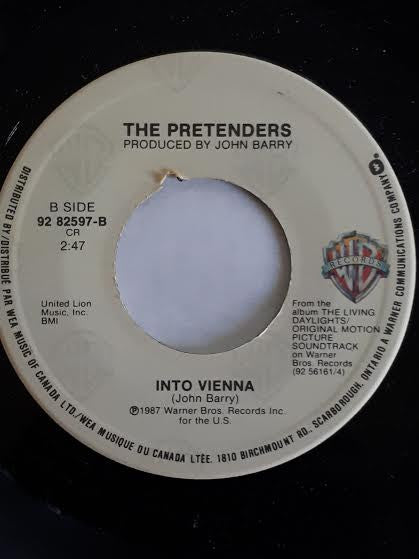 THE PRETENDERS
PRODUCED BY JOHN BARRY
B SIDE
92 82597-B
CR
2:47
United Lion
Music, Inc.
BMI
RECORDS
From the
album THE LIVING
DAYLIGHTS/
ORIGINAL MOTION
PICTURE
SOUNDTRACK
on Warner
Bros. Records
(92 56161/4)
INTO VIENNA
(John Barry)
Ⓟ1987 Warner Bros. Records Inc.
for the U.S.
DISTRIBUTED BY/DISTRIBUÉ PAR WEA MUSIC OF CANADA LTD./WEA MUSIQUE DU CANADA LTÉE. 1810 BIRCHMOUNT RD., SCARBOROUGH, ONTARIO A WARNER COMMUNICATIONS COMPANY